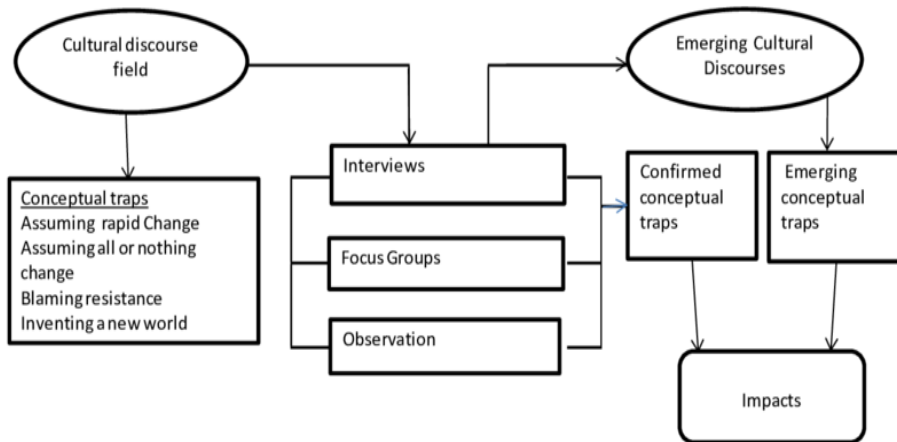 Cultural discourse
field
Conceptual traps
Assuming rapid Change
Assuming all or nothing
change
Blaming resistance
Inventing a new world
Interviews
Focus Groups
Observation
Emerging Cultural
Discourses
Confirmed
conceptual
traps
Emerging
conceptual
traps
Impacts